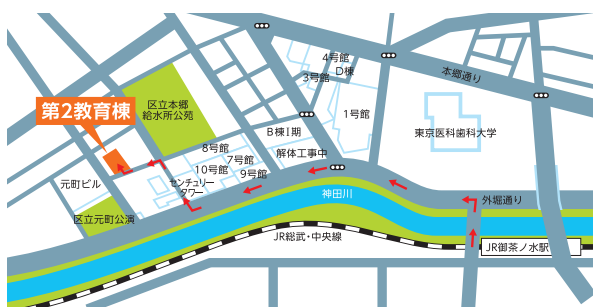 4号館
D棟
3号館
本郷通り
区立本郷
給水所公苑
第2教育棟
1号館
B棟Ⅰ期
東京医科歯科大学
8号館
7号館
解体工事中
10号館
9号館
元町ビル
センチュリー
タワー
神田川
外堀通り
区立元町公演
JR総武・中央線
JR御茶ノ水駅